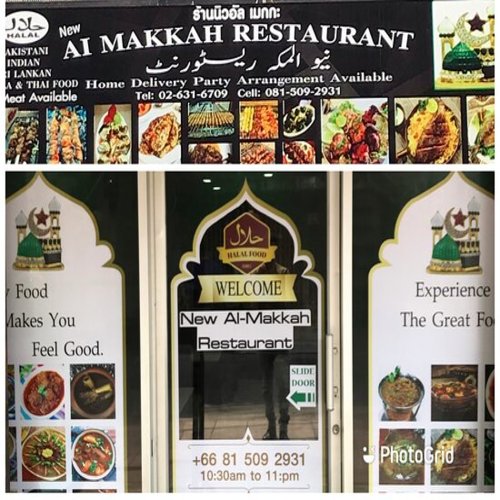 ร้านนิวอัล เมกกะ
حلال
HALAL
New
Al MAKKAH RESTAURANT
نیو المکہ ریسٹورنٹ
AKISTANI
INDIAN
RI LANKAN
A & THAI FOOD
Meat Available
Home Delivery Party Arrangement Available
Tel: 02-631-6709 Cell: 081-509-2931
حلال
HALAL FOOD
WELCOME
New Al-Makkah
Restaurant
SLIDE
DOOR
+66 81 509 2931
10:30am to 11:pm
y Food
Makes You
Feel Good.
Experience
The Great Fo
PhotoGrid